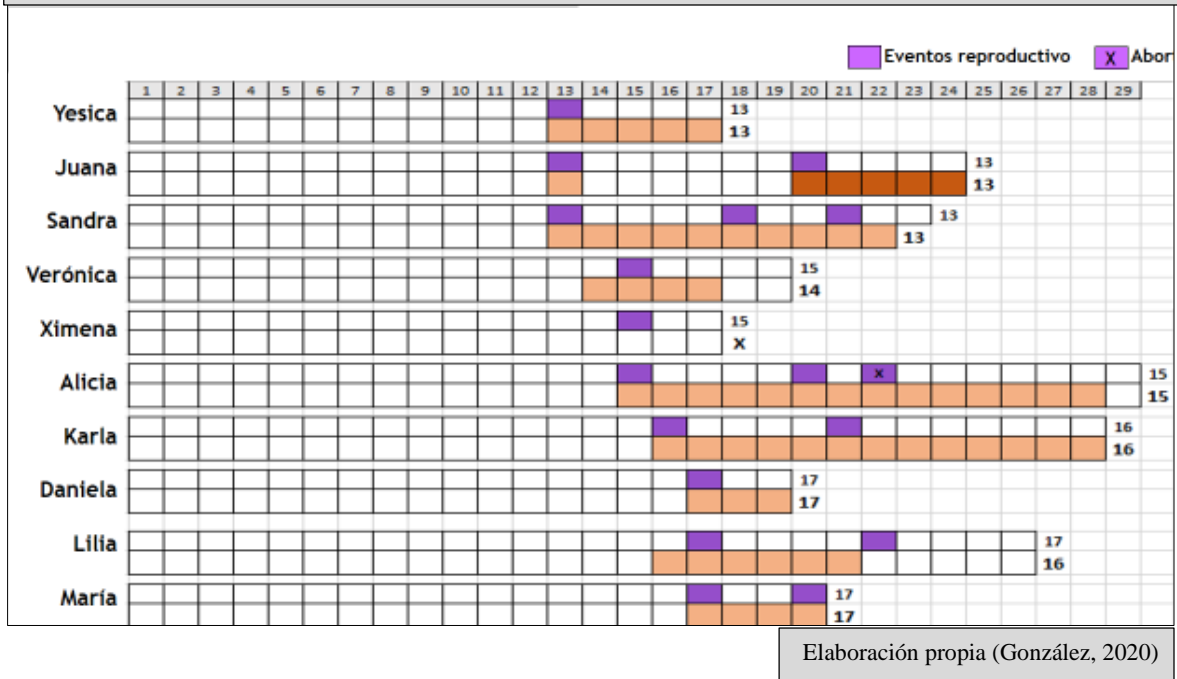 Eventos reproductivo X Abor
1 2 3 4 5 6 7 8 9 10 11 12 13 14 15 16 17 18 19 20 21 22 23 24 25 26 27 28 29
Yesica 13
13
Juana 13
13
Sandra 13
13
Verónica 15
14
Ximena 15
X
Alicia X 15
15
Karla 16
16
Daniela 17
17
Lilia 17
16
María 17
17
Elaboración propia (González, 2020)